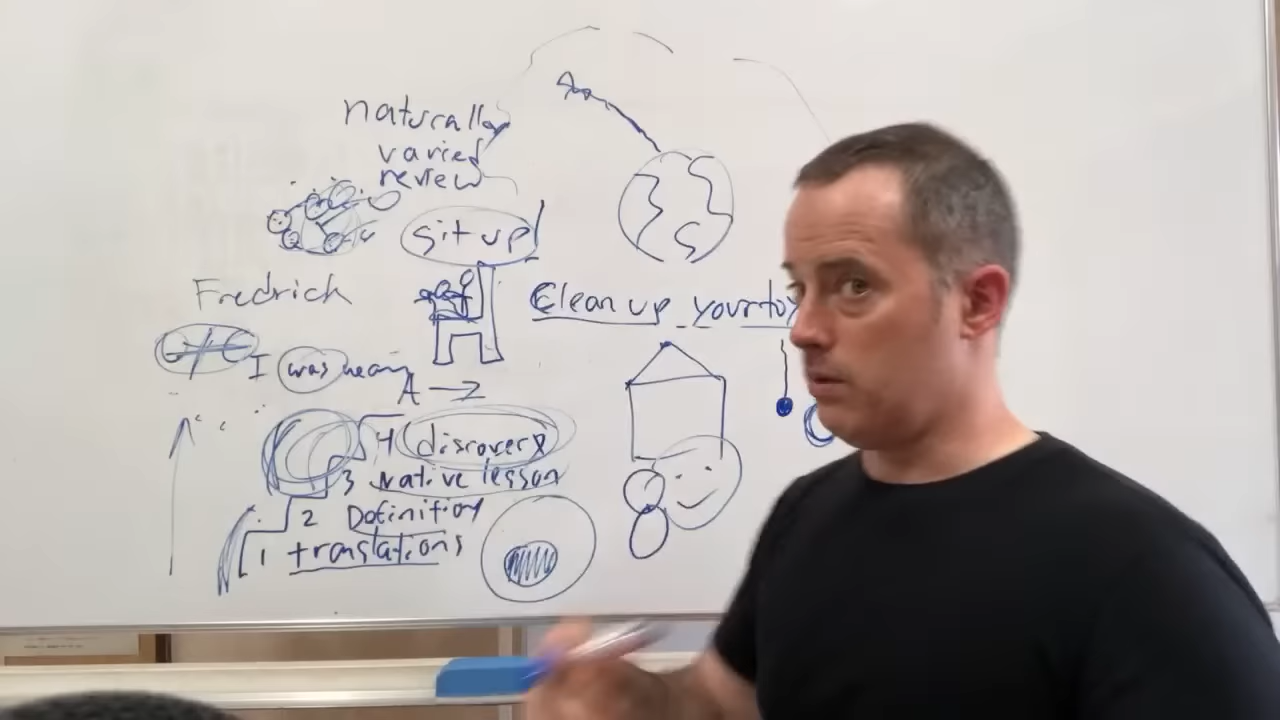 naturally
varied
review
sit up!
Fredrich
Clean up your toy
I was
A → Z
4 discovery
3 Native lesson
2 Definition
1 translations